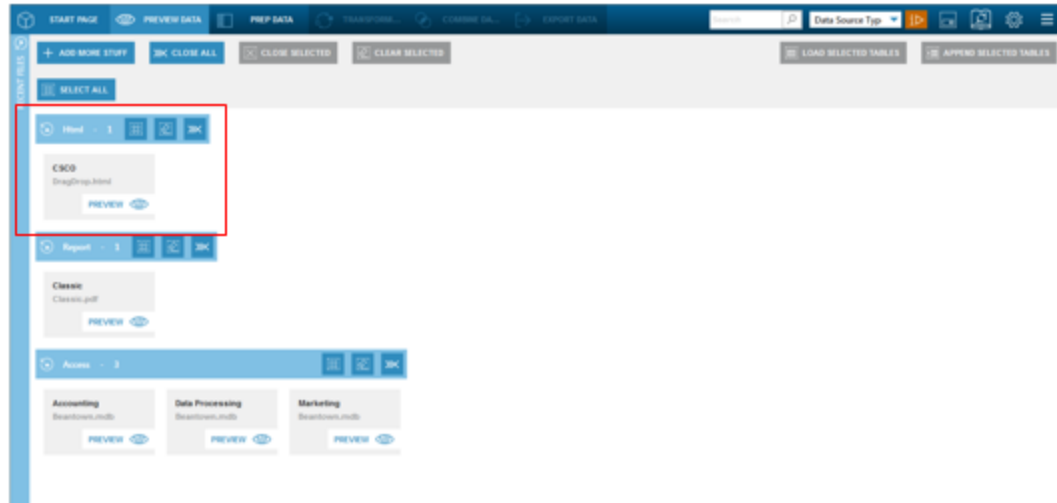 START PAGE PREVIEW DATA PREP DATA TRANSFORM... COMBINE DA... EXPORT DATA Search Data Source Typ
ADD MORE STUFF CLOSE ALL CLOSE SELECTED CLEAR SELECTED LOAD SELECTED TABLES APPEND SELECTED TABLES
SELECT ALL
Html - 1
CSCO
DragDrop.html
PREVIEW
Report - 1
Classic
Classic.pdf
PREVIEW
Access - 3
Accounting Data Processing Marketing
Beantown.mdb Beantown.mdb Beantown.mdb
PREVIEW PREVIEW PREVIEW